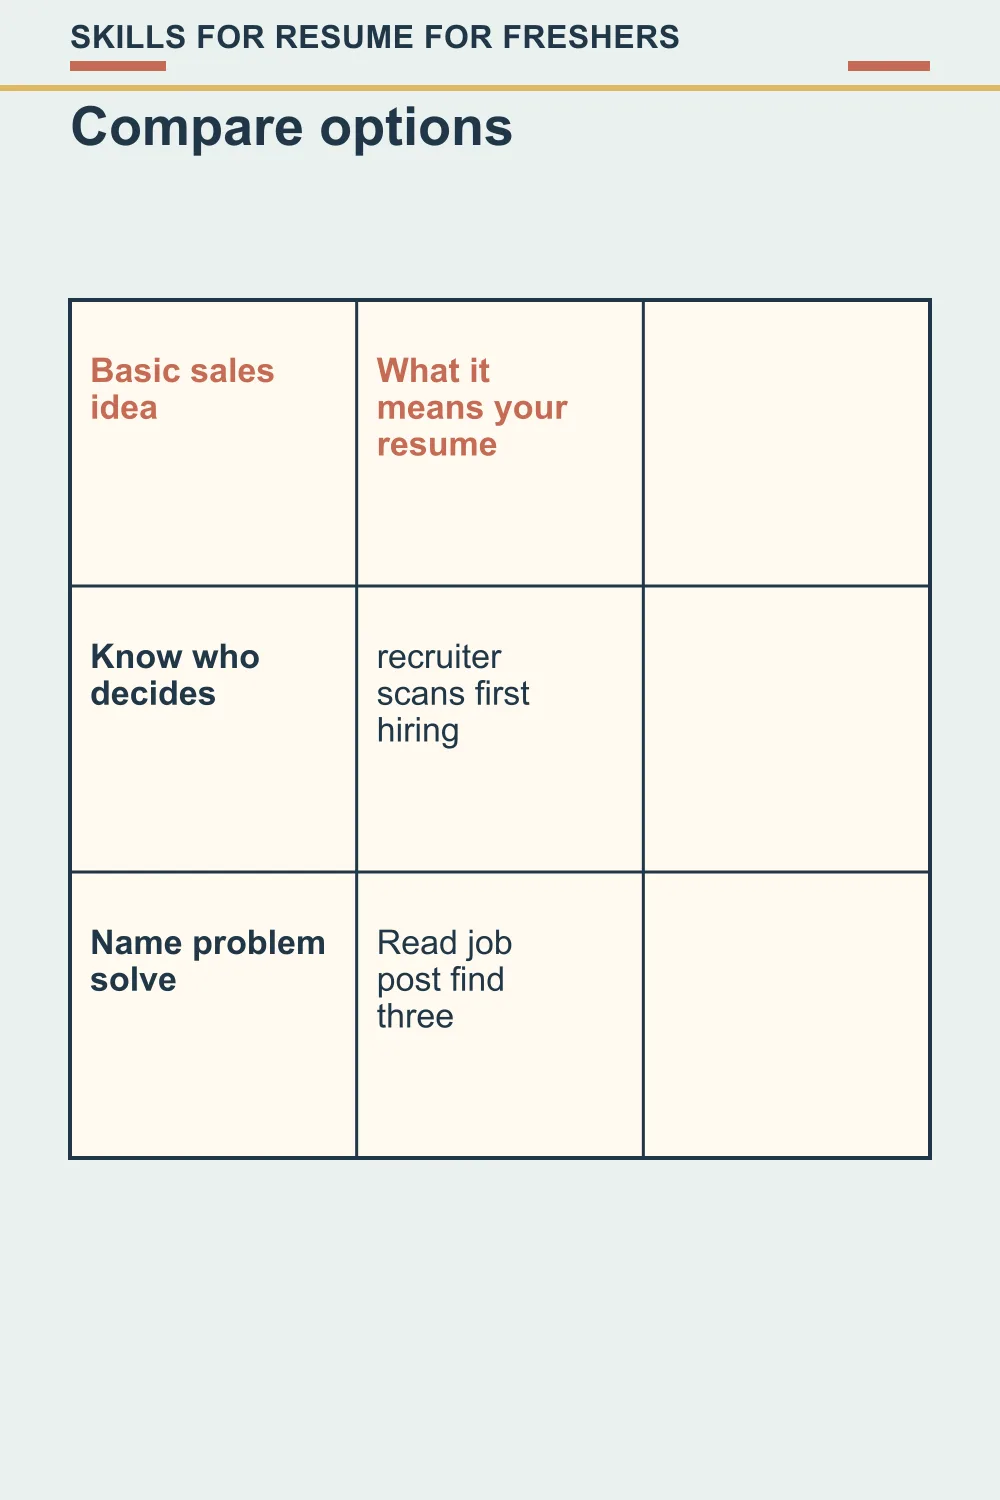 SKILLS FOR RESUME FOR FRESHERS
Compare options
Basic sales
idea
What it
means your
resume
Know who
decides
recruiter
scans first
hiring
Name problem
solve
Read job
post find
three